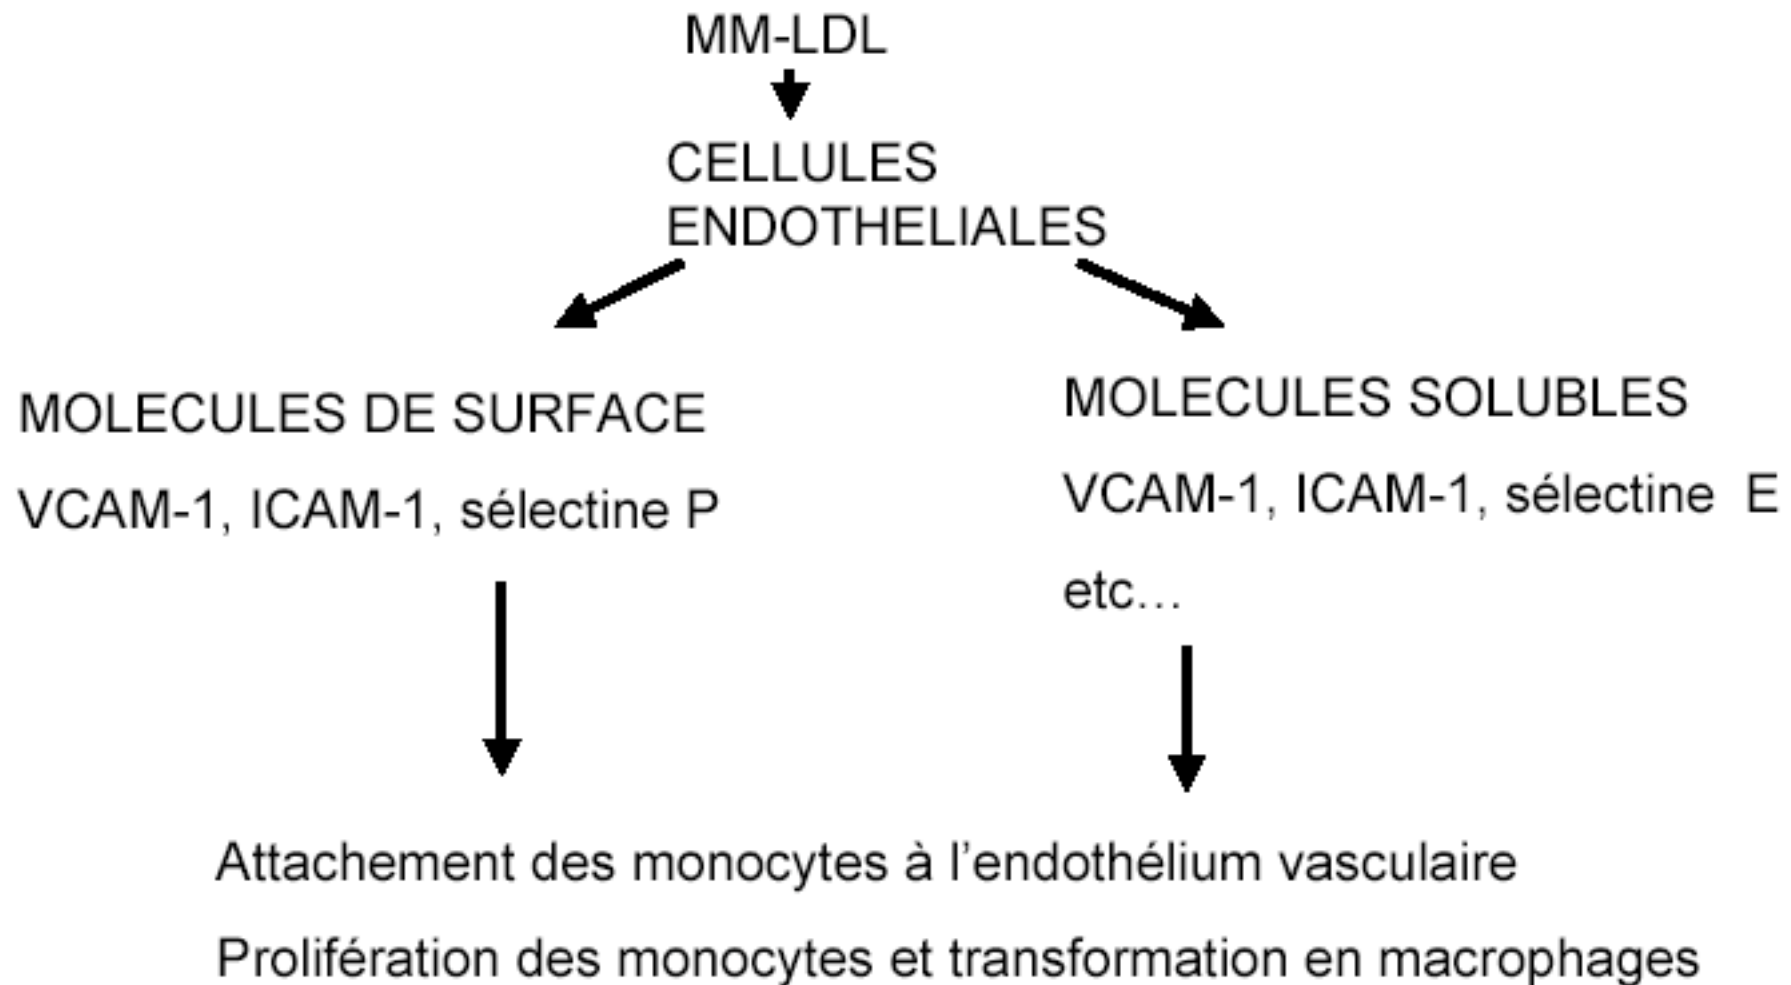 MM-LDL
CELLULES
ENDOTHELIALES
MOLECULES DE SURFACE
VCAM-1, ICAM-1, sélectine P
MOLECULES SOLUBLES
VCAM-1, ICAM-1, sélectine E
etc...
Attachement des monocytes à l'endothélium vasculaire
Prolifération des monocytes et transformation en macrophages